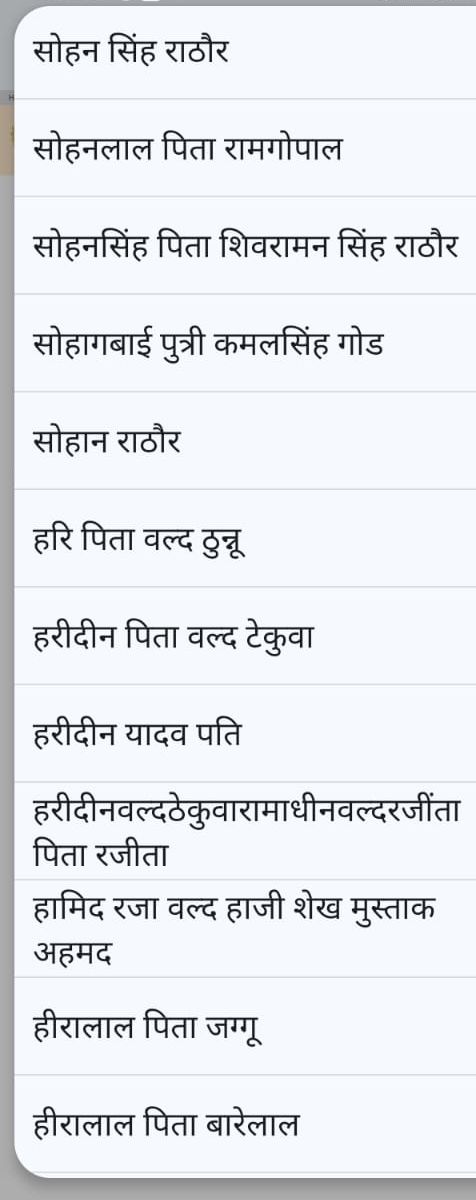 सोहन सिंह राठौर
सोहनलाल पिता रामगोपाल
सोहनसिंह पिता शिवरामन सिंह राठौर
सोहागबाई पुत्री कमलसिंह गोड
सोहान राठौर
हरि पिता वल्द ठुन्नू
हरीदीन पिता वल्द टेकुवा
हरीदीन यादव पति
हरीदीनवल्दठेकुवारामाधीनवल्दरजींता
पिता रजीता
हामिद रजा वल्द हाजी शेख मुस्ताक
अहमद
हीरालाल पिता जग्गू
हीरालाल पिता बारेलाल